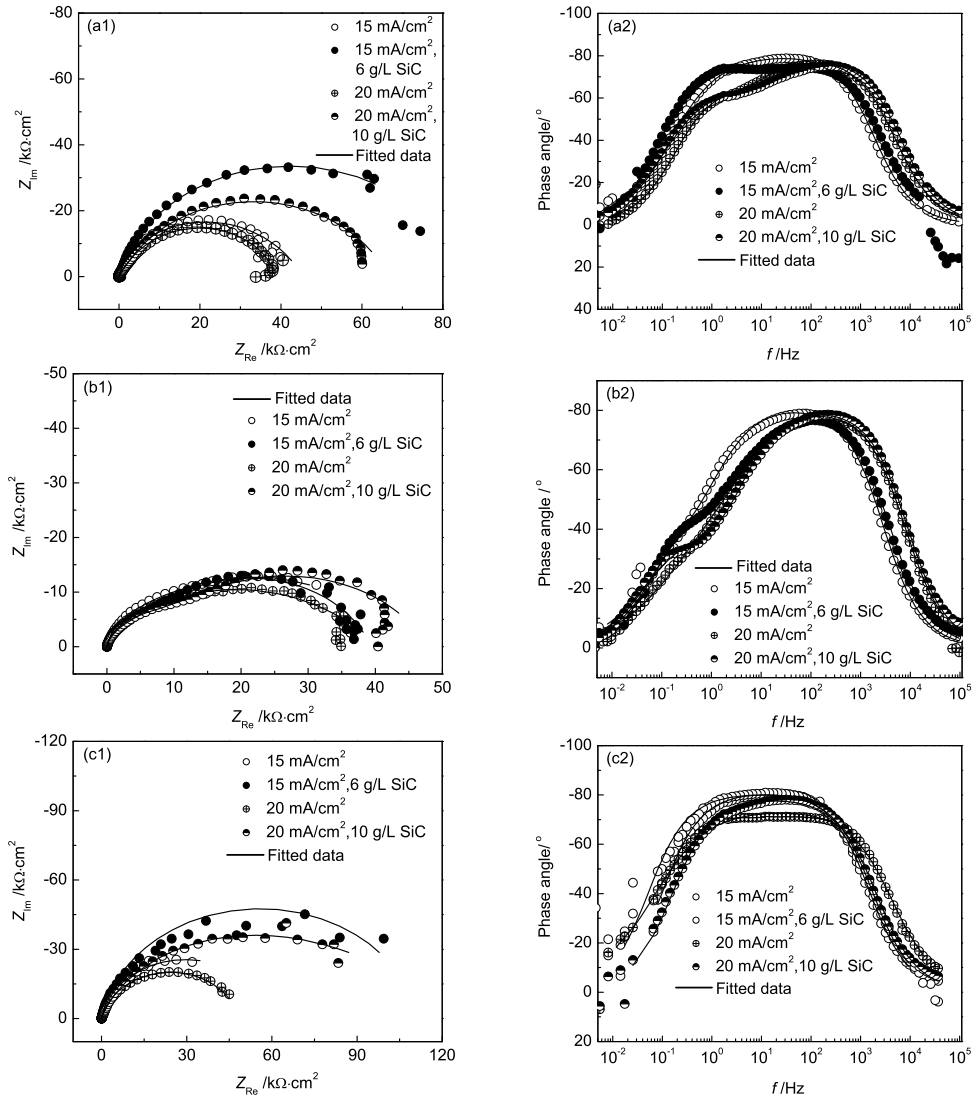 (a1)
-80
-60
-40
-20
0
Z_Im /kΩ·cm²
15 mA/cm²
15 mA/cm²,
6 g/L SiC
20 mA/cm²
20 mA/cm²,
10 g/L SiC
Fitted data
0 20 40 60 80
Z_Re /kΩ·cm²
(a2)
-100
-80
-60
-40
-20
0
20
40
Phase angle/°
15 mA/cm²
15 mA/cm²,6 g/L SiC
20 mA/cm²
20 mA/cm²,10 g/L SiC
Fitted data
10⁻² 10⁻¹ 10⁰ 10¹ 10² 10³ 10⁴ 10⁵
f/Hz
(b1)
-50
-40
-30
-20
-10
0
Z_Im /kΩ·cm²
Fitted data
15 mA/cm²
15 mA/cm²,6 g/L SiC
20 mA/cm²
20 mA/cm²,10 g/L SiC
0 10 20 30 40 50
Z_Re /kΩ·cm²
(b2)
-80
-60
-40
-20
0
Phase angle /°
Fitted data
15 mA/cm²
15 mA/cm²,6 g/L SiC
20 mA/cm²
20 mA/cm²,10 g/L SiC
10⁻² 10⁻¹ 10⁰ 10¹ 10² 10³ 10⁴ 10⁵
f/Hz
(c1)
-120
-90
-60
-30
0
Z_Im /kΩ·cm²
15 mA/cm²
15 mA/cm²,6 g/L SiC
20 mA/cm²
20 mA/cm²,10 g/L SiC
Fitted data
0 30 60 90 120
Z_Re /kΩ·cm²
(c2)
-100
-80
-60
-40
-20
0
20
Phase angle/°
15 mA/cm²
15 mA/cm²,6 g/L SiC
20 mA/cm²
20 mA/cm²,10 g/L SiC
Fitted data
10⁻² 10⁻¹ 10⁰ 10¹ 10² 10³ 10⁴ 10⁵
f/Hz